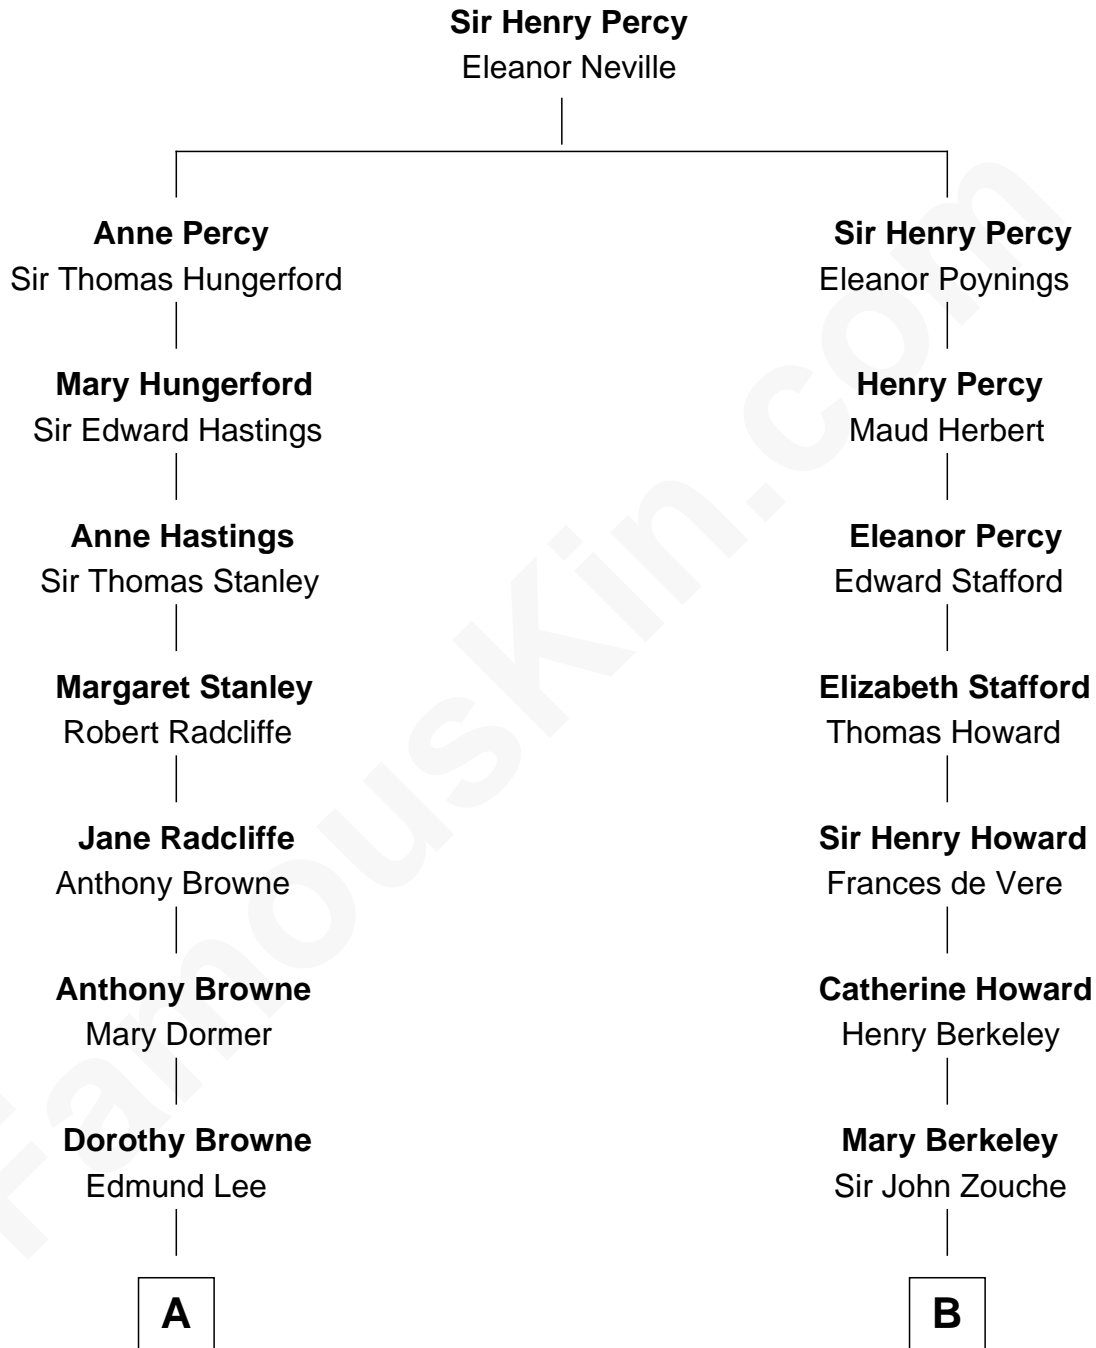 Sir Henry Percy
Eleanor Neville
Anne Percy
Sir Thomas Hungerford
Sir Henry Percy
Eleanor Poynings
Mary Hungerford
Sir Edward Hastings
Henry Percy
Maud Herbert
Anne Hastings
Sir Thomas Stanley
Eleanor Percy
Edward Stafford
Margaret Stanley
Robert Radcliffe
Elizabeth Stafford
Thomas Howard
Jane Radcliffe
Anthony Browne
Sir Henry Howard
Frances de Vere
Anthony Browne
Mary Dormer
Catherine Howard
Henry Berkeley
Dorothy Browne
Edmund Lee
Mary Berkeley
Sir John Zouche
A
B
FamousKin.com